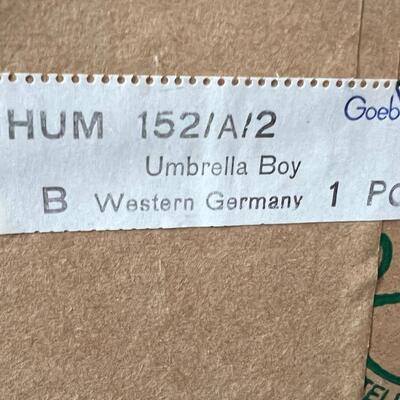 HUM 152/A/2 Goeb
Umbrella Boy
B Western Germany 1 PC